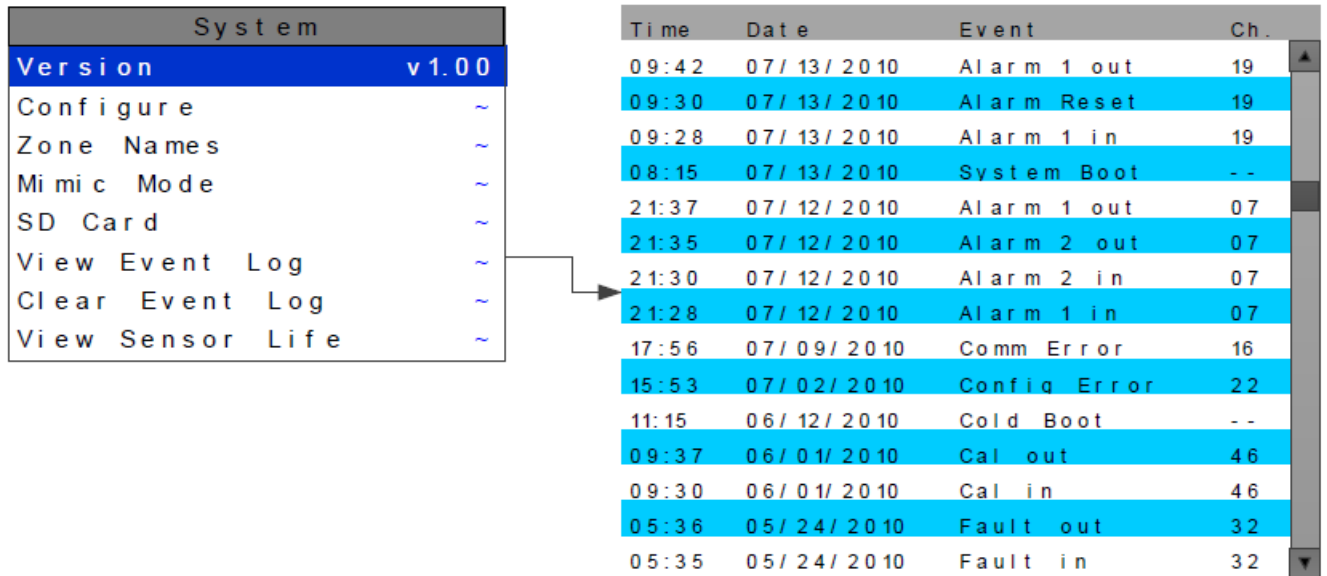 System
Version v1.00
Configure ~
Zone Names ~
Mimic Mode ~
SD Card ~
View Event Log ~
Clear Event Log ~
View Sensor Life ~
Time Date Event Ch.
09:42 07/13/2010 Alarm 1 out 19
09:30 07/13/2010 Alarm Reset 19
09:28 07/13/2010 Alarm 1 in 19
08:15 07/13/2010 System Boot --
21:37 07/12/2010 Alarm 1 out 07
21:35 07/12/2010 Alarm 2 out 07
21:30 07/12/2010 Alarm 2 in 07
21:28 07/12/2010 Alarm 1 in 07
17:56 07/09/2010 Comm Error 16
15:53 07/02/2010 Config Error 22
11:15 06/12/2010 Cold Boot --
09:37 06/01/2010 Cal out 46
09:30 06/01/2010 Cal in 46
05:36 05/24/2010 Fault out 32
05:35 05/24/2010 Fault in 32